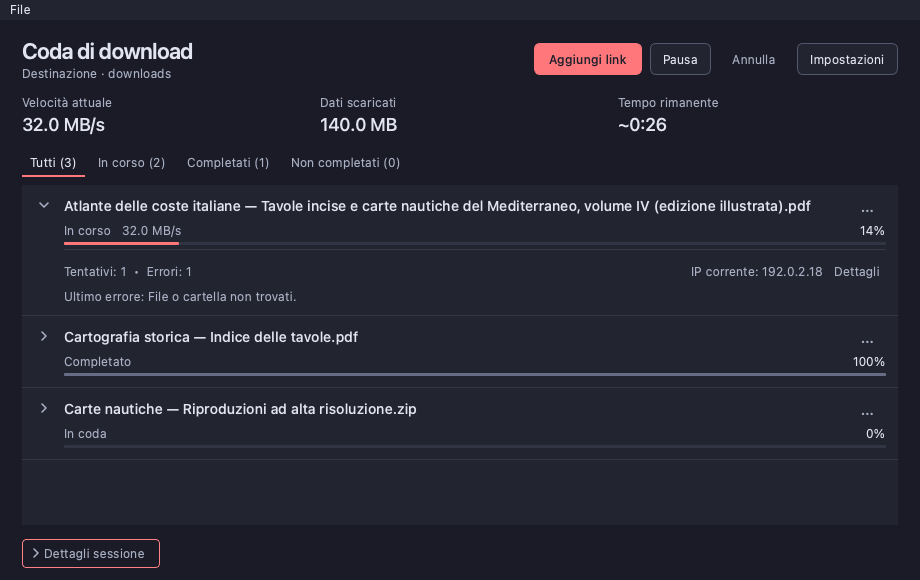 File
Coda di download
Destinazione · downloads
Aggiungi link
Pausa
Annulla
Impostazioni
Velocità attuale
32.0 MB/s
Dati scaricati
140.0 MB
Tempo rimanente
~0:26
Tutti (3)
In corso (2)
Completati (1)
Non completati (0)
Atlante delle coste italiane — Tavole incise e carte nautiche del Mediterraneo, volume IV (edizione illustrata).pdf
...
In corso 32.0 MB/s
14%
Tentativi: 1 • Errori: 1
IP corrente: 192.0.2.18
Dettagli
Ultimo errore: File o cartella non trovati.
Cartografia storica — Indice delle tavole.pdf
...
Completato
100%
Carte nautiche — Riproduzioni ad alta risoluzione.zip
...
In coda
0%
Dettagli sessione